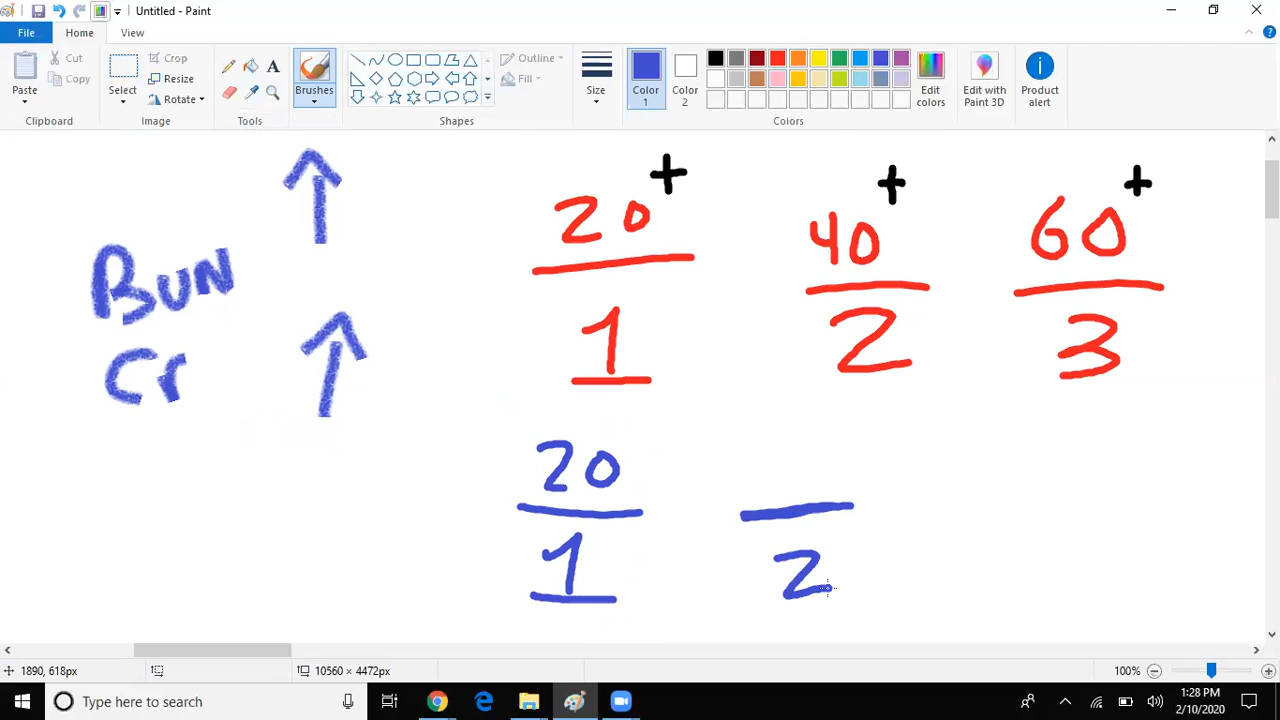 Untitled - Paint
File Home View
Paste Cut Copy Clipboard
Select Crop Resize Rotate Image
A Tools
Brushes
Outline Fill Shapes
Size
Color 1 Color 2 Edit colors Colors
Edit with Paint 3D
Product alert
BUN
Cr
20+ 40+ 60+
1 2 3
20
1 2
1890, 618px 10560 × 4472px 100%
Type here to search 1:28 PM
2/10/2020